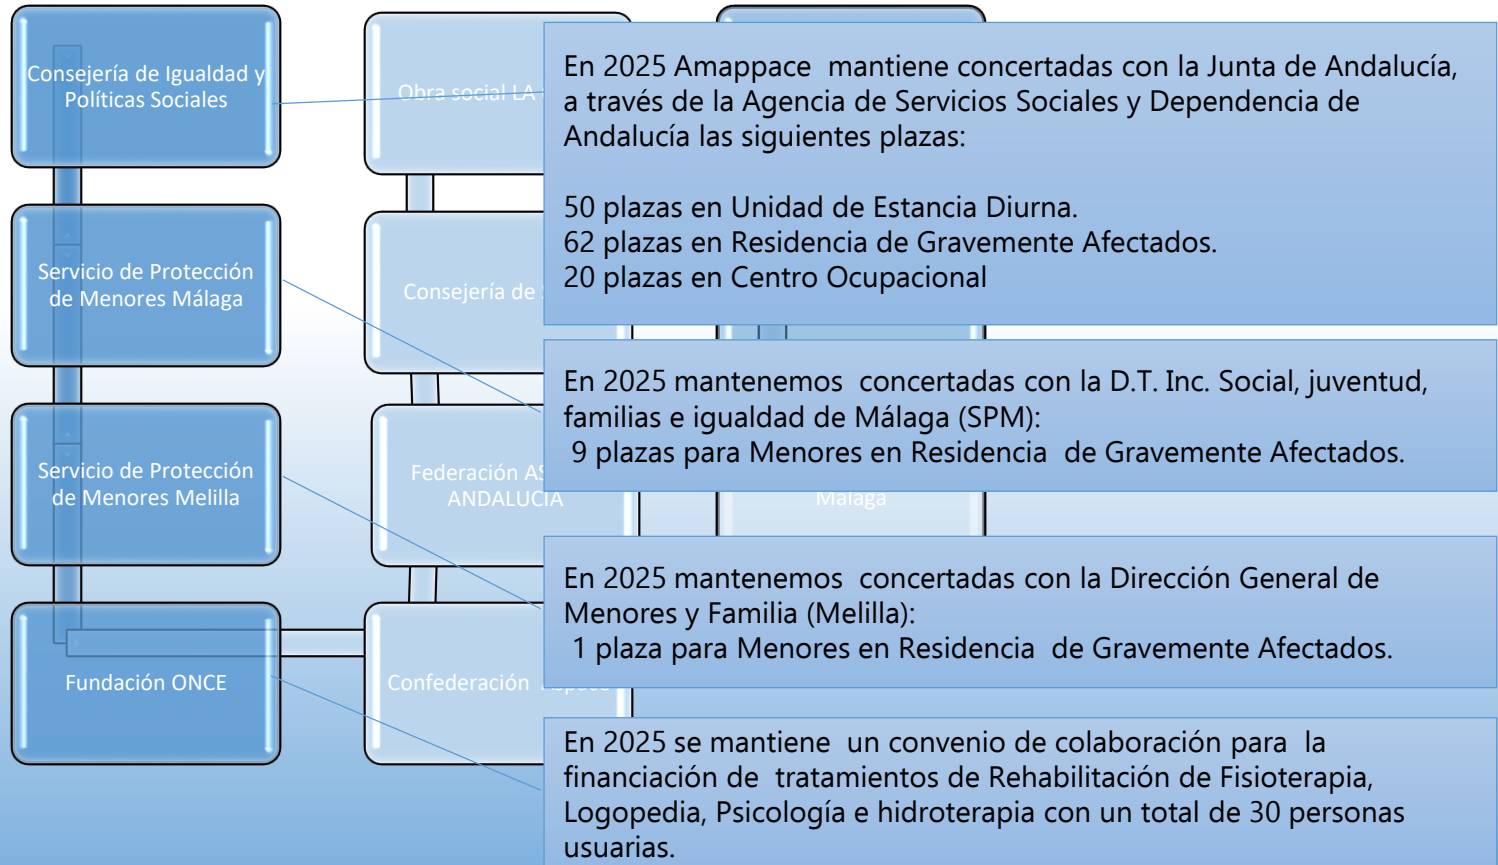 Consejería de Igualdad y
Políticas Sociales
Servicio de Protección
de Menores Málaga
Servicio de Protección
de Menores Melilla
Fundación ONCE
Obra social LA
Consejería de
Federación
ANDALUCIA
Confederación
Málaga
En 2025 Amappace mantiene concertadas con la Junta de Andalucía,
a través de la Agencia de Servicios Sociales y Dependencia de
Andalucía las siguientes plazas:
50 plazas en Unidad de Estancia Diurna.
62 plazas en Residencia de Gravemente Afectados.
20 plazas en Centro Ocupacional
En 2025 mantenemos concertadas con la D.T. Inc. Social, juventud,
familias e igualdad de Málaga (SPM):
9 plazas para Menores en Residencia de Gravemente Afectados.
En 2025 mantenemos concertadas con la Dirección General de
Menores y Familia (Melilla):
1 plaza para Menores en Residencia de Gravemente Afectados.
En 2025 se mantiene un convenio de colaboración para la
financiación de tratamientos de Rehabilitación de Fisioterapia,
Logopedia, Psicología e hidroterapia con un total de 30 personas
usuarias.